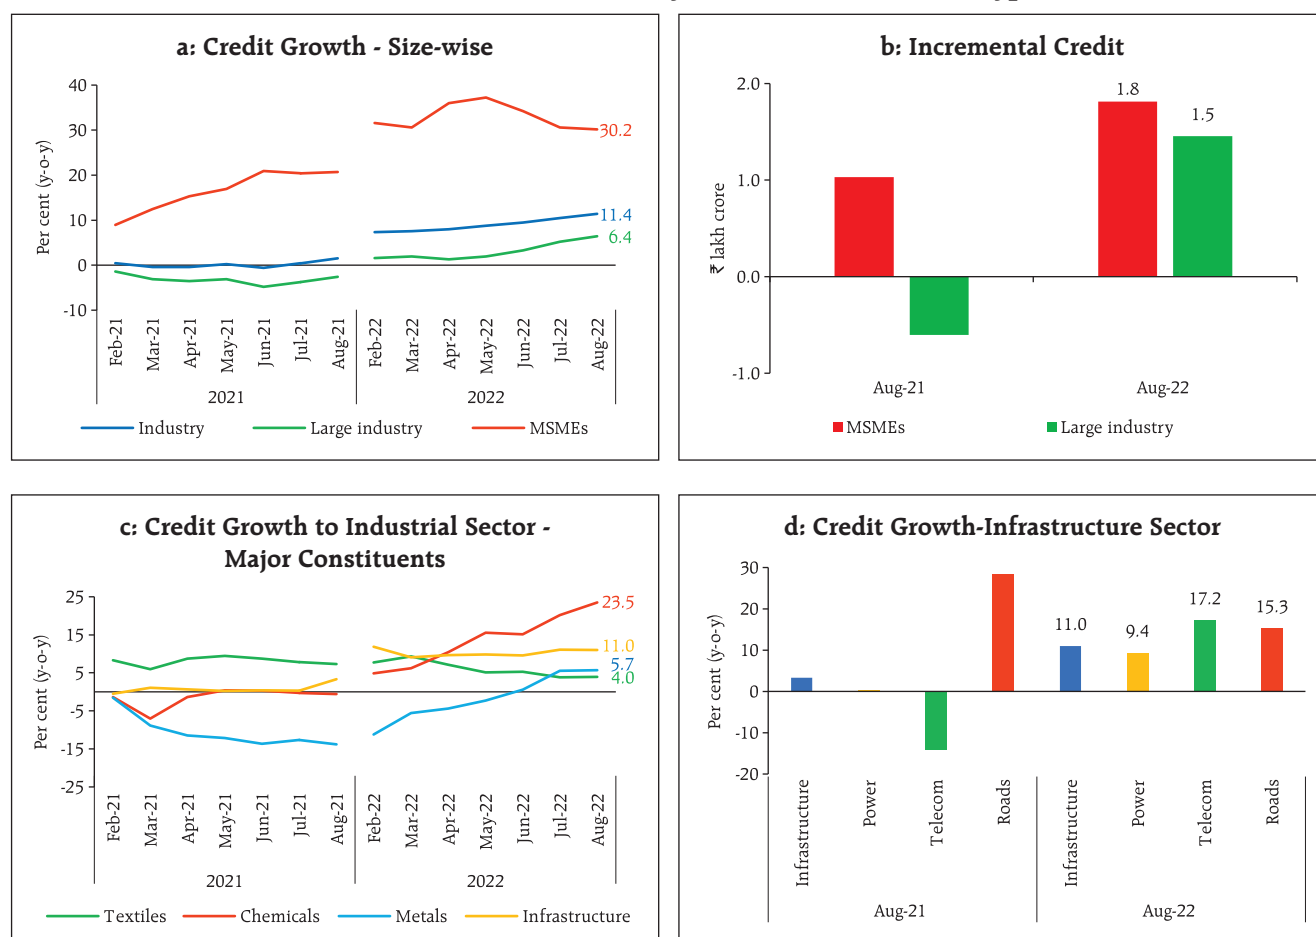 a: Credit Growth - Size-wise
Per cent (y-o-y)
40
30
20
10
0
-10
30.2
11.4
6.4
Feb-21
Mar-21
Apr-21
May-21
Jun-21
Jul-21
Aug-21
Feb-22
Mar-22
Apr-22
May-22
Jun-22
Jul-22
Aug-22
2021
2022
Industry
Large industry
MSMEs
b: Incremental Credit
₹ lakh crore
2.0
1.0
0.0
-1.0
1.8
1.5
Aug-21
Aug-22
MSMEs
Large industry
c: Credit Growth to Industrial Sector -
Major Constituents
Per cent (y-o-y)
25
15
5
-5
-15
-25
23.5
11.0
5.7
4.0
Feb-21
Mar-21
Apr-21
May-21
Jun-21
Jul-21
Aug-21
Feb-22
Mar-22
Apr-22
May-22
Jun-22
Jul-22
Aug-22
2021
2022
Textiles
Chemicals
Metals
Infrastructure
d: Credit Growth-Infrastructure Sector
Per cent (y-o-y)
30
20
10
0
-10
-20
11.0
9.4
17.2
15.3
Infrastructure
Power
Telecom
Roads
Infrastructure
Power
Telecom
Roads
Aug-21
Aug-22